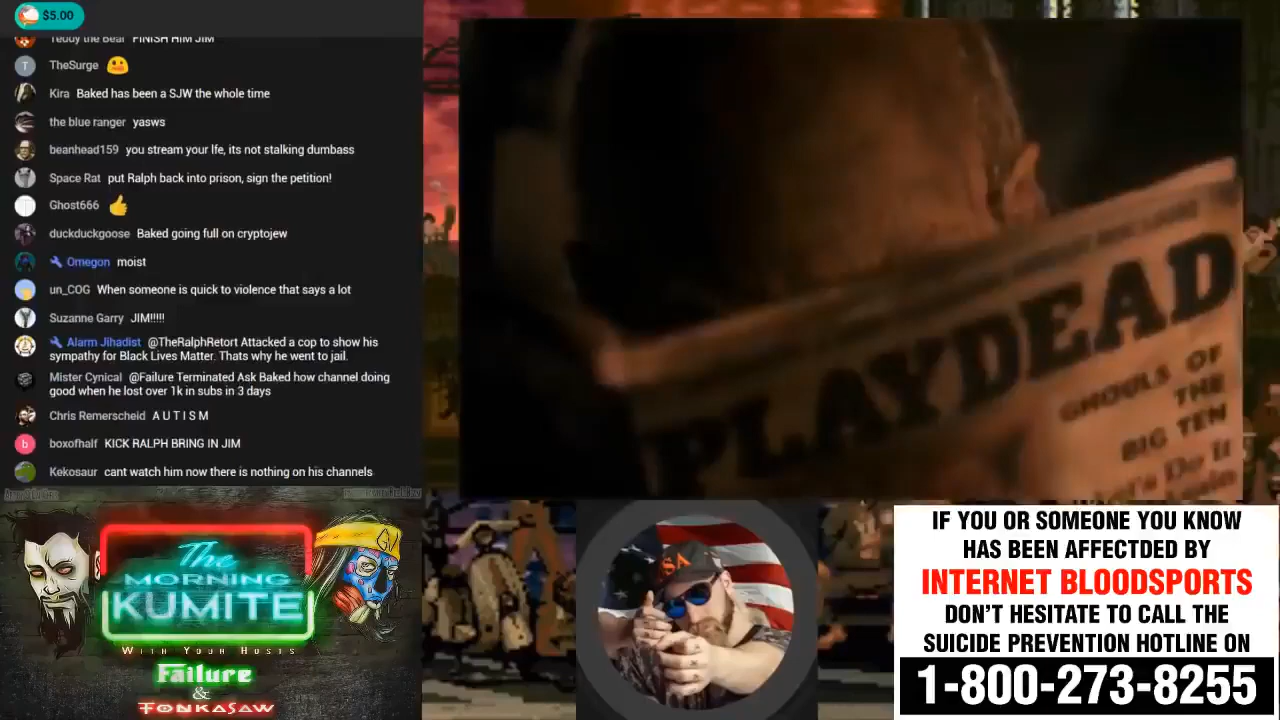 $5.00
Teddy the Bear FINISH HIM JIM
T TheSurge
Kira Baked has been a SJW the whole time
the blue ranger yasws
beanhead159 you stream your lfe, its not stalking dumbass
Space Rat put Ralph back into prison, sign the petition!
Ghost666
duckduckgoose Baked going full on cryptojew
Omegon moist
un_COG When someone is quick to violence that says a lot
Suzanne Garry JIM!!!!!
Alarm Jihadist @TheRalphRetort Attacked a cop to show his
sympathy for Black Lives Matter. Thats why he went to jail.
Mister Cynical @Failure Terminated Ask Baked how channel doing
good when he lost over 1k in subs in 3 days
Chris Remerscheid A U T I S M
b boxofhalf KICK RALPH BRING IN JIM
Kekosaur cant watch him now there is nothing on his channels
PLAYDEAD
GHOULS OF
THE
BIG TEN
The
MORNING
KUMITE
WITH YOUR HOSTS
Failure
&
TONKASAW
SA
IF YOU OR SOMEONE YOU KNOW
HAS BEEN AFFECTDED BY
INTERNET BLOODSPORTS
DON'T HESITATE TO CALL THE
SUICIDE PREVENTION HOTLINE ON
1-800-273-8255